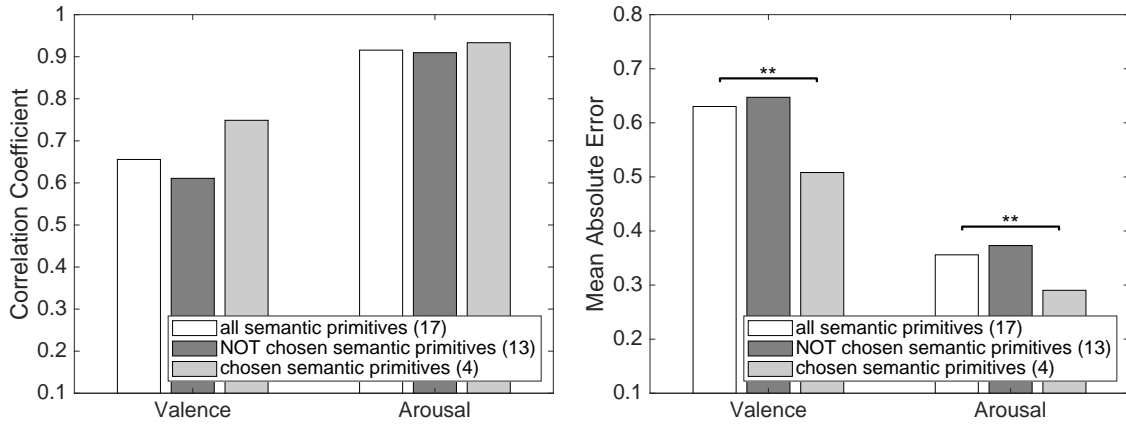 Correlation Coefficient
1
0.9
0.8
0.7
0.6
0.5
0.4
0.3
0.2
0.1
all semantic primitives (17)
NOT chosen semantic primitives (13)
chosen semantic primitives (4)
Valence
Arousal
Mean Absolute Error
0.8
0.7
0.6
0.5
0.4
0.3
0.2
0.1
**
**
all semantic primitives (17)
NOT chosen semantic primitives (13)
chosen semantic primitives (4)
Valence
Arousal